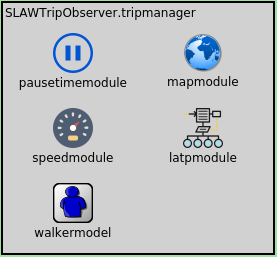 SLAWTripObserver.tripmanager
pausetimemodule
mapmodule
speedmodule
latpmodule
walkermodel